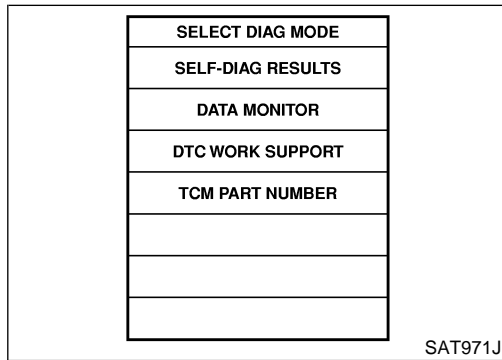 SELECT DIAG MODE
SELF-DIAG RESULTS
DATA MONITOR
DTC WORK SUPPORT
TCM PART NUMBER
SAT971J